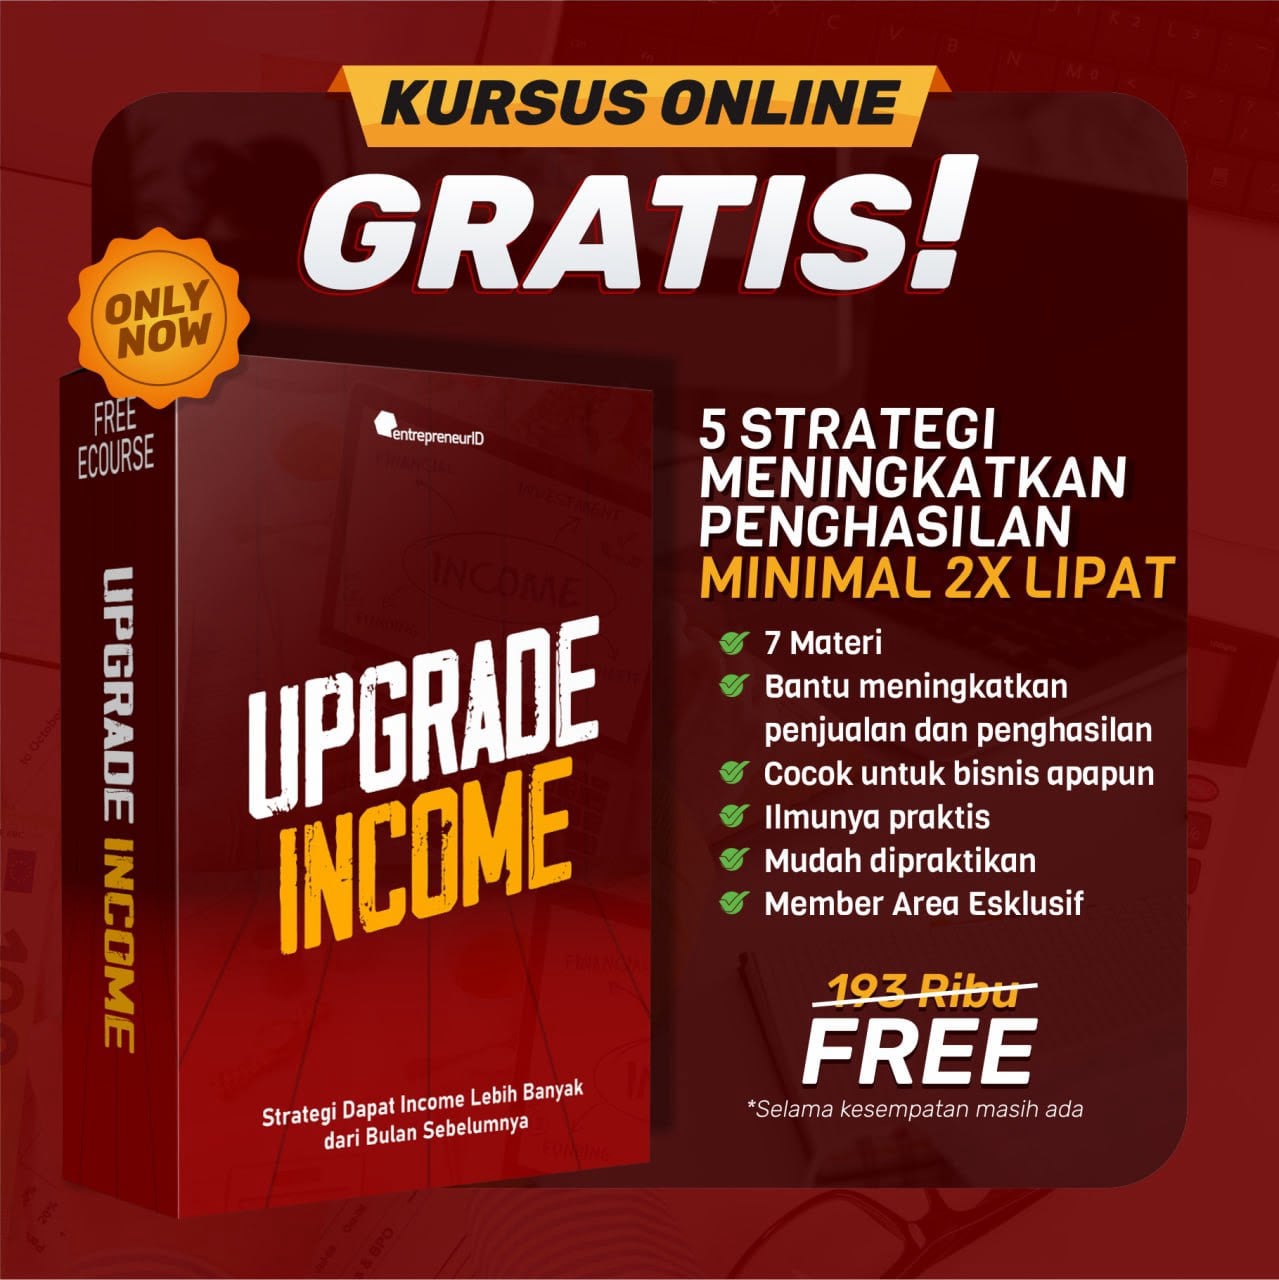 KURSUS ONLINE
GRATIS!
ONLY
NOW
FREE
ECOURSE
UPGRADE INCOME
entrepreneurID
INCOME
UPGRADE
INCOME
Strategi Dapat Income Lebih Banyak
dari Bulan Sebelumnya
5 STRATEGI
MENINGKATKAN
PENGHASILAN
MINIMAL 2X LIPAT
7 Materi
Bantu meningkatkan
penjualan dan penghasilan
Cocok untuk bisnis apapun
Ilmunya praktis
Mudah dipraktikan
Member Area Esklusif
193 Ribu
FREE
*Selama kesempatan masih ada